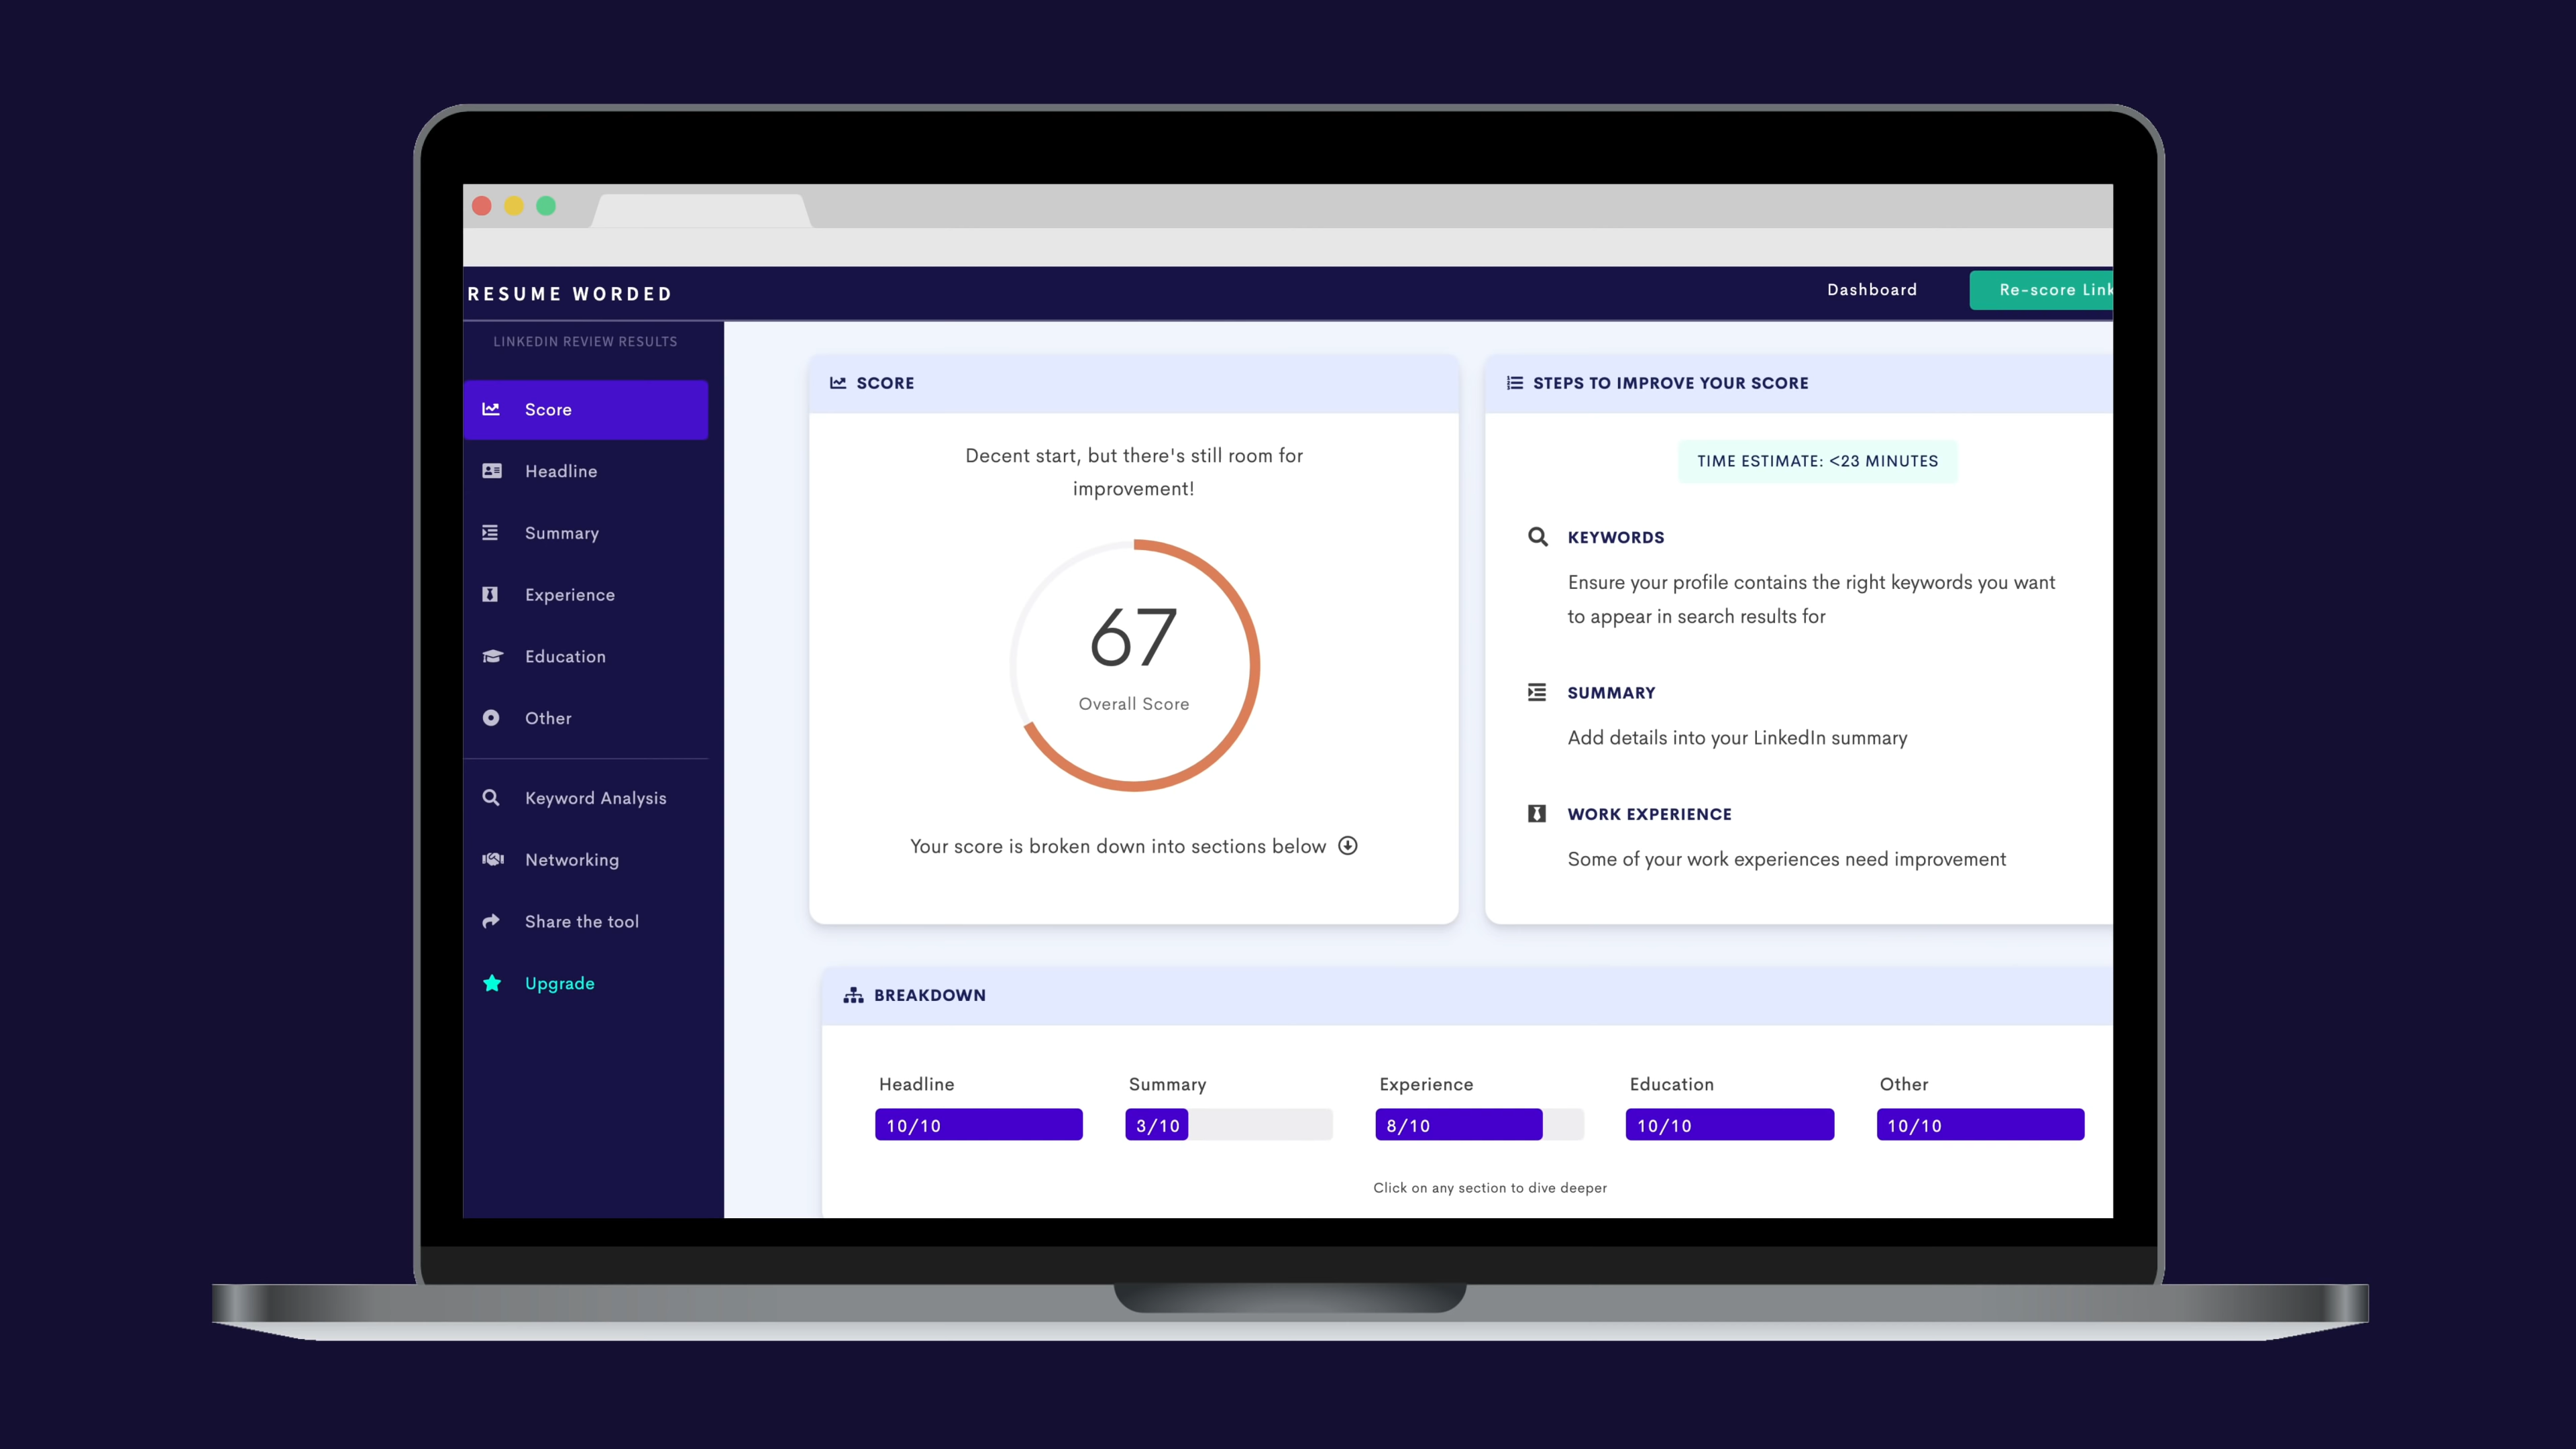 RESUME WORDED
Dashboard
Re-score Link
LINKEDIN REVIEW RESULTS
Score
Headline
Summary
Experience
Education
Other
Keyword Analysis
Networking
Share the tool
Upgrade
SCORE
Decent start, but there's still room for
improvement!
67
Overall Score
Your score is broken down into sections below
STEPS TO IMPROVE YOUR SCORE
TIME ESTIMATE: <23 MINUTES
KEYWORDS
Ensure your profile contains the right keywords you want
to appear in search results for
SUMMARY
Add details into your LinkedIn summary
WORK EXPERIENCE
Some of your work experiences need improvement
BREAKDOWN
Headline
10/10
Summary
3/10
Experience
8/10
Education
10/10
Other
10/10
Click on any section to dive deeper